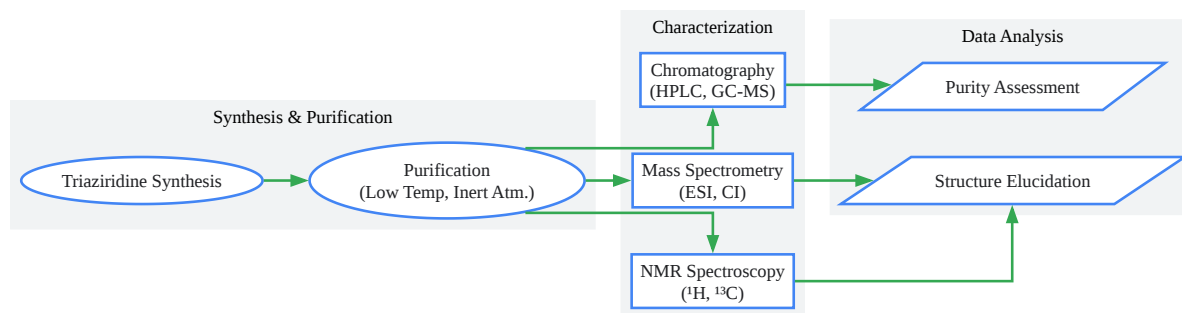 Synthesis & Purification
Triaziridine Synthesis
Purification
(Low Temp, Inert Atm.)
Characterization
Chromatography
(HPLC, GC-MS)
Mass Spectrometry
(ESI, CI)
NMR Spectroscopy
(¹H, ¹³C)
Data Analysis
Purity Assessment
Structure Elucidation